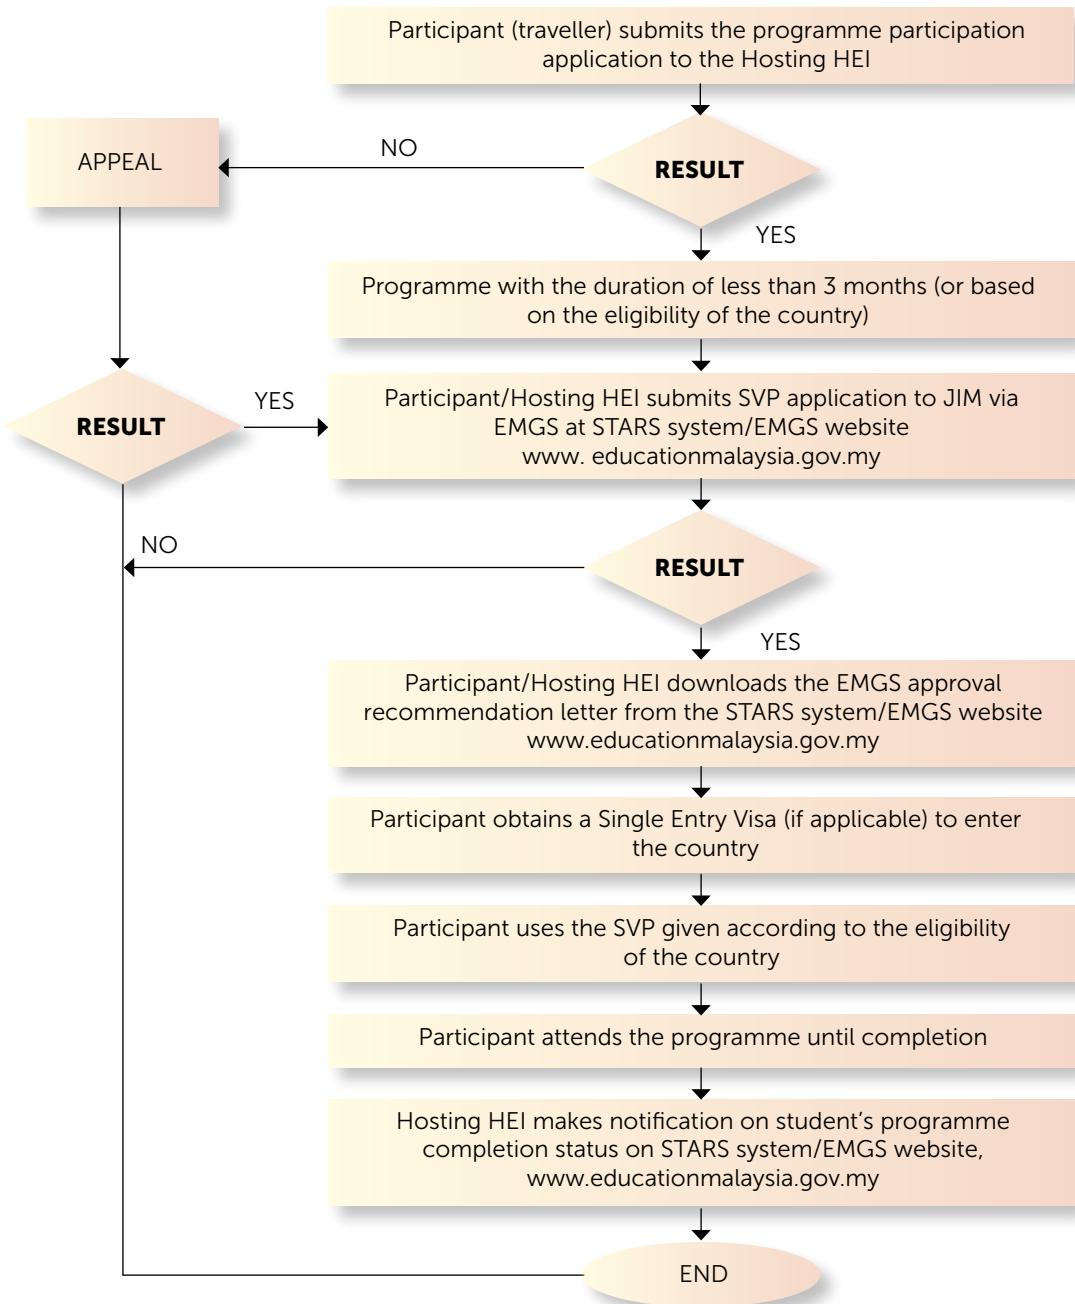 Participant (traveller) submits the programme participation
application to the Hosting HEI
APPEAL
NO
RESULT
YES
Programme with the duration of less than 3 months (or based
on the eligibility of the country)
RESULT
YES
Participant/Hosting HEI submits SVP application to JIM via
EMGS at STARS system/EMGS website
www. educationmalaysia.gov.my
NO
RESULT
YES
Participant/Hosting HEI downloads the EMGS approval
recommendation letter from the STARS system/EMGS website
www.educationmalaysia.gov.my
Participant obtains a Single Entry Visa (if applicable) to enter
the country
Participant uses the SVP given according to the eligibility
of the country
Participant attends the programme until completion
Hosting HEI makes notification on student’s programme
completion status on STARS system/EMGS website,
www.educationmalaysia.gov.my
END